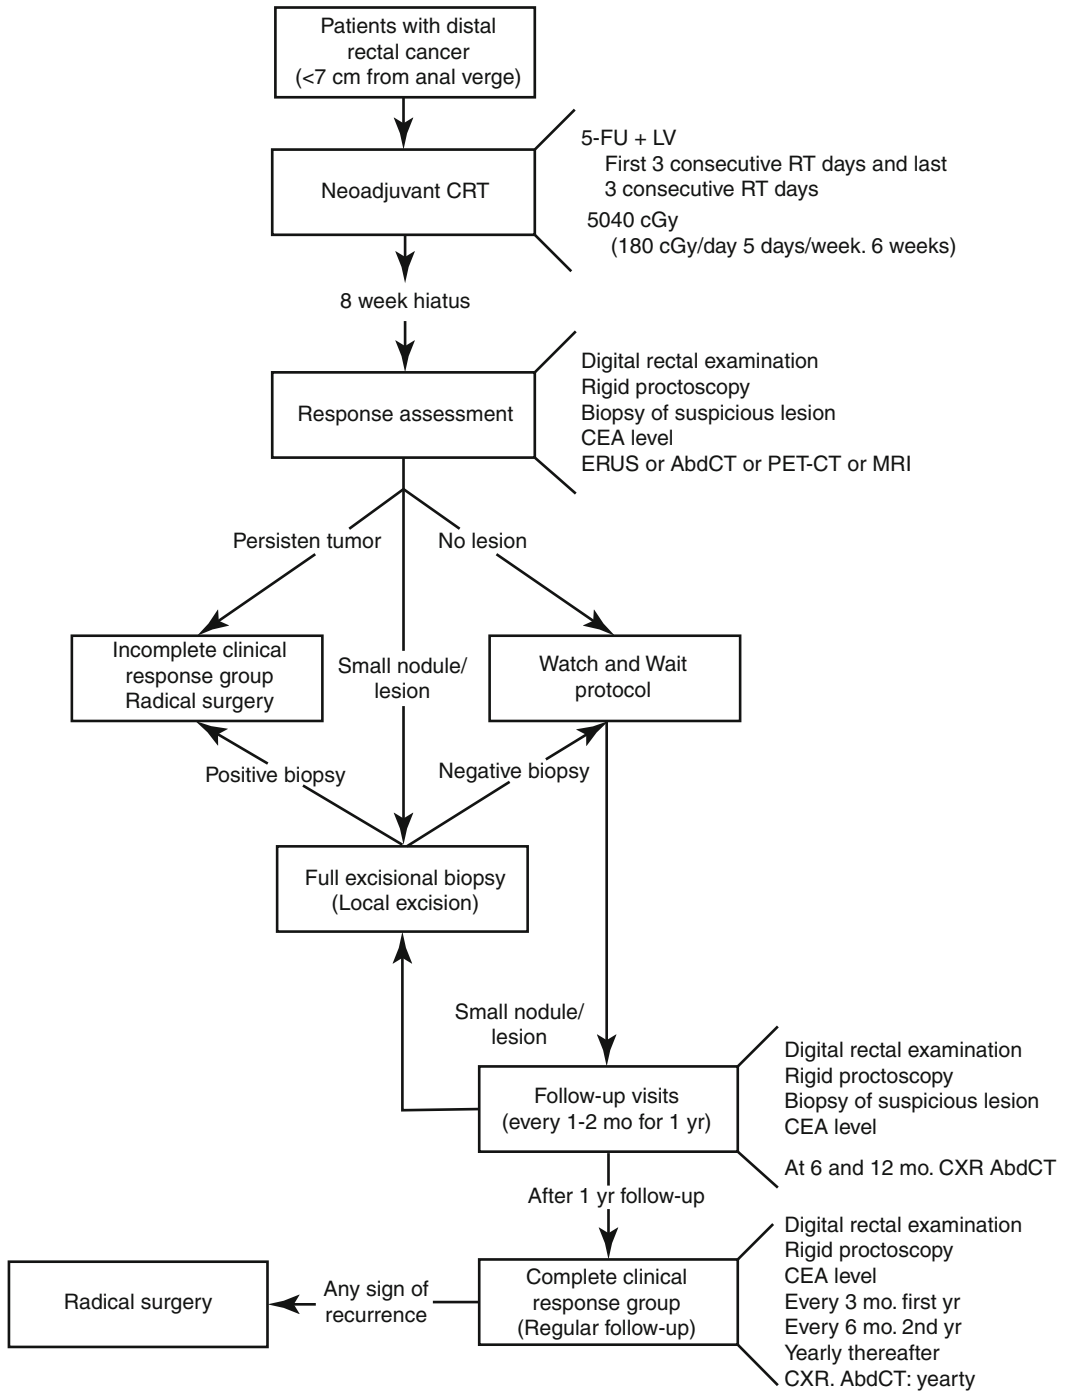 Patients with distal
rectal cancer
(<7 cm from anal verge)
Neoadjuvant CRT
5-FU + LV
First 3 consecutive RT days and last
3 consecutive RT days
5040 cGy
(180 cGy/day 5 days/week. 6 weeks)
8 week hiatus
Response assessment
Digital rectal examination
Rigid proctoscopy
Biopsy of suspicious lesion
CEA level
ERUS or AbdCT or PET-CT or MRI
Persisten tumor
No lesion
Incomplete clinical
response group
Radical surgery
Small nodule/
lesion
Watch and Wait
protocol
Positive biopsy
Negative biopsy
Full excisional biopsy
(Local excision)
Small nodule/
lesion
Follow-up visits
(every 1-2 mo for 1 yr)
Digital rectal examination
Rigid proctoscopy
Biopsy of suspicious lesion
CEA level
At 6 and 12 mo. CXR AbdCT
After 1 yr follow-up
Radical surgery
Any sign of
recurrence
Complete clinical
response group
(Regular follow-up)
Digital rectal examination
Rigid proctoscopy
CEA level
Every 3 mo. first yr
Every 6 mo. 2nd yr
Yearly thereafter
CXR. AbdCT: yearty